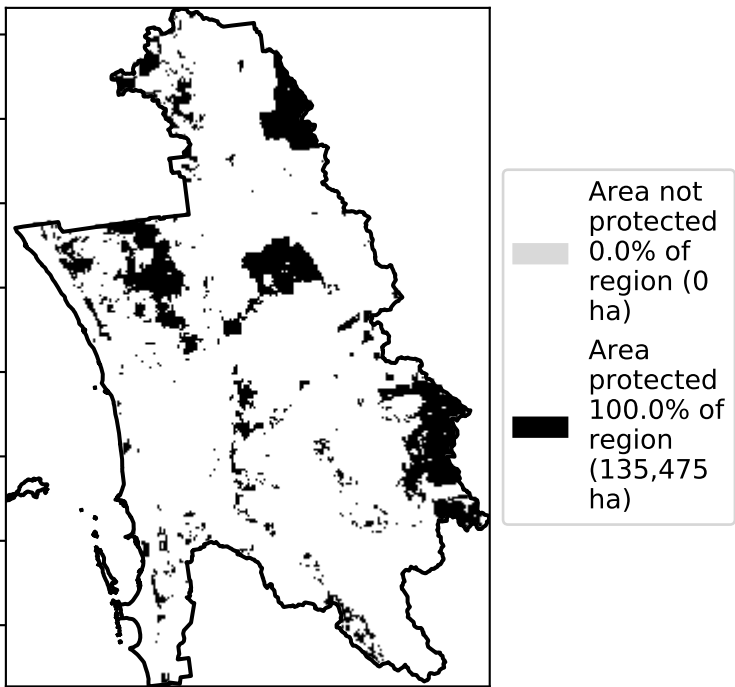 Area not
protected
0.0% of
region (0
ha)
Area
protected
100.0% of
region
(135,475
ha)